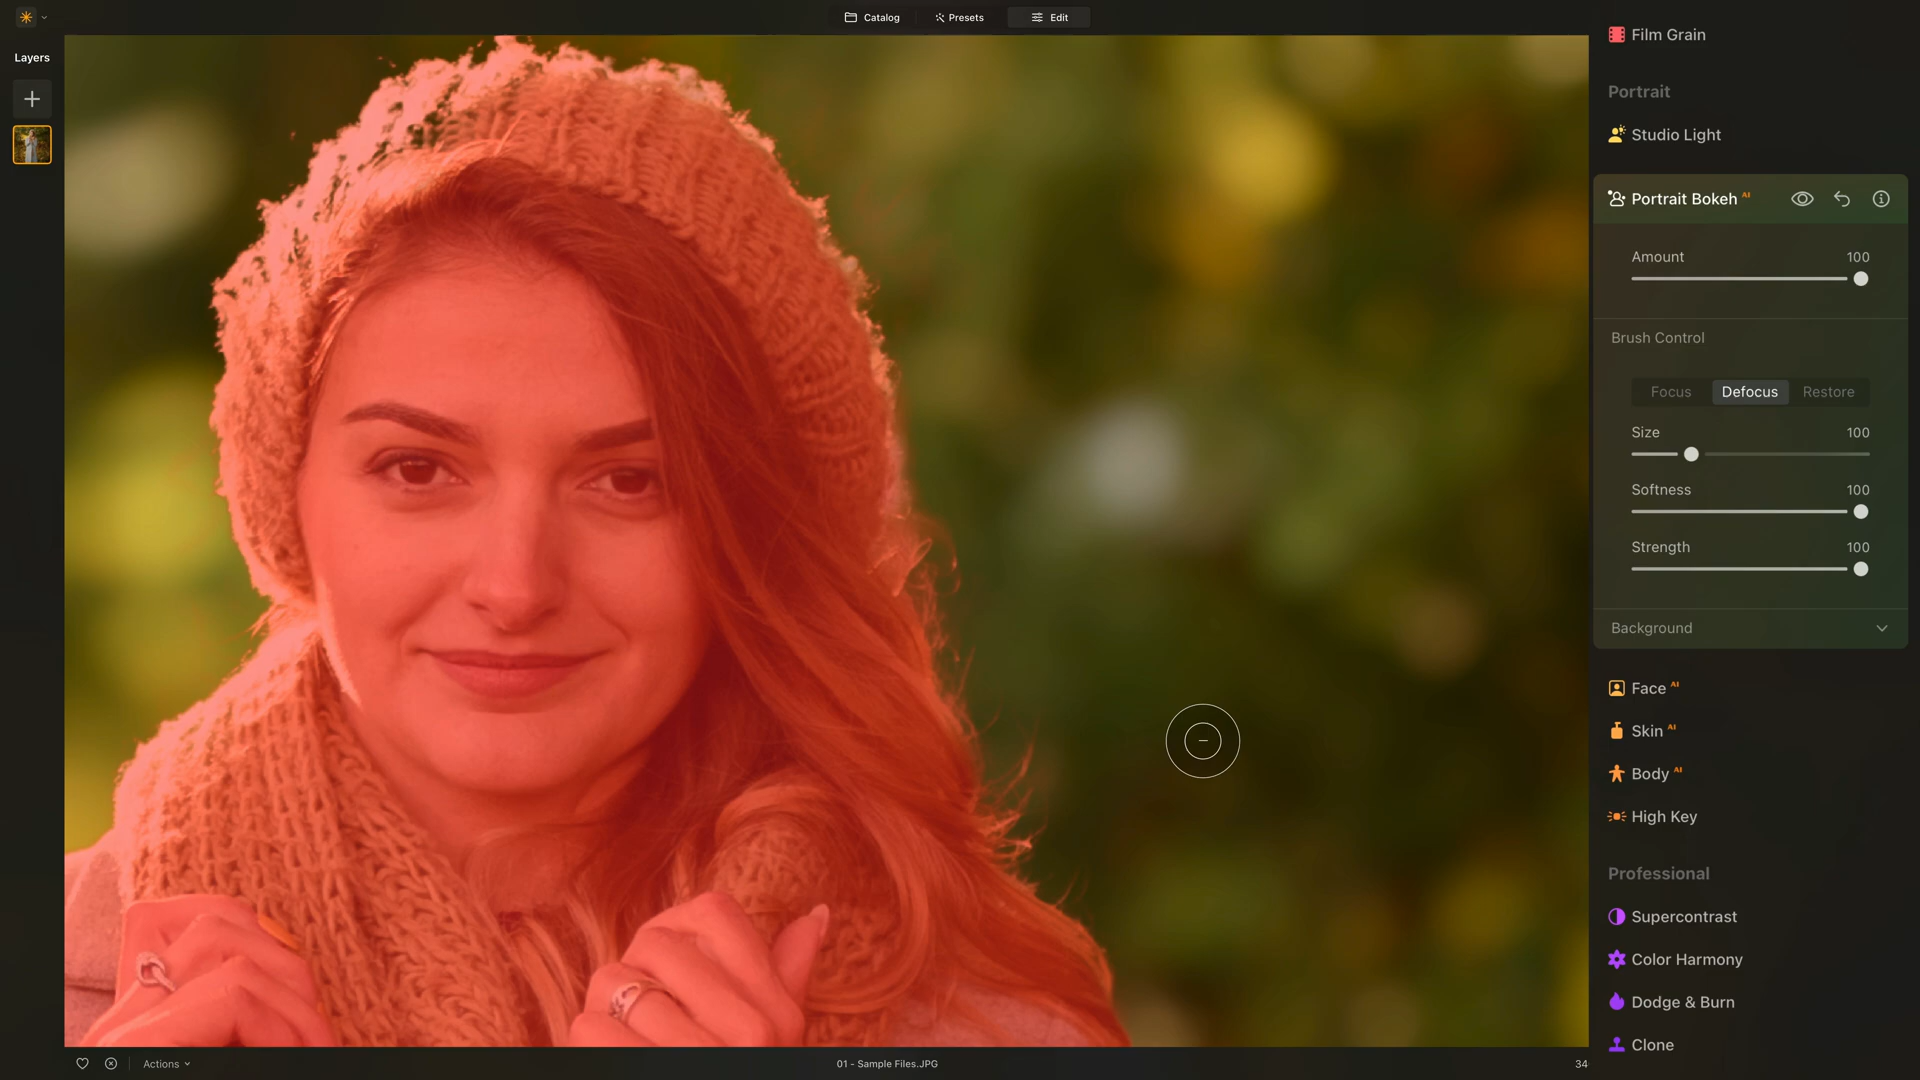 Catalog
Presets
Edit
Layers
Film Grain
Portrait
Studio Light
Portrait Bokeh AI
Amount 100
Brush Control
Focus Defocus Restore
Size 100
Softness 100
Strength 100
Background
Face AI
Skin AI
Body AI
High Key
Professional
Supercontrast
Color Harmony
Dodge & Burn
Clone
Actions
01 - Sample Files.JPG
34